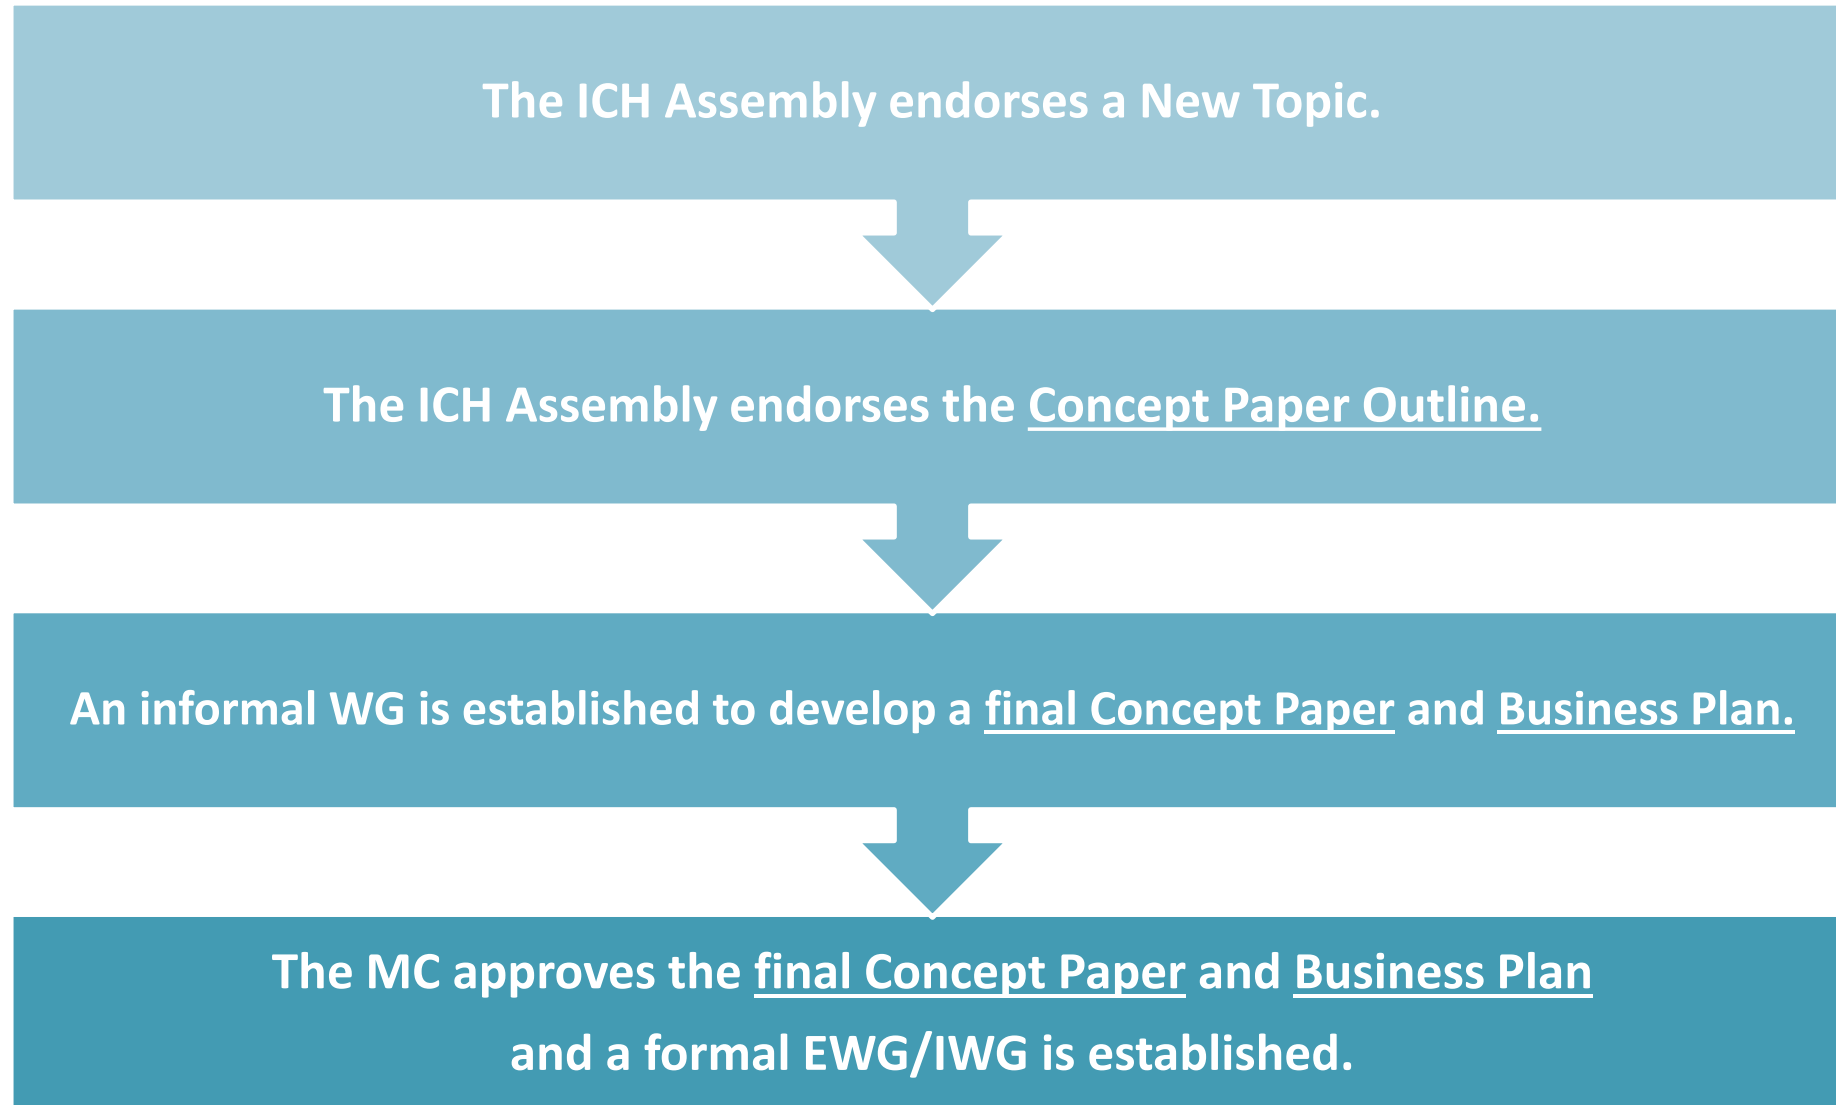 The ICH Assembly endorses a New Topic.
The ICH Assembly endorses the Concept Paper Outline.
An informal WG is established to develop a final Concept Paper and Business Plan.
The MC approves the final Concept Paper and Business Plan
and a formal EWG/IWG is established.